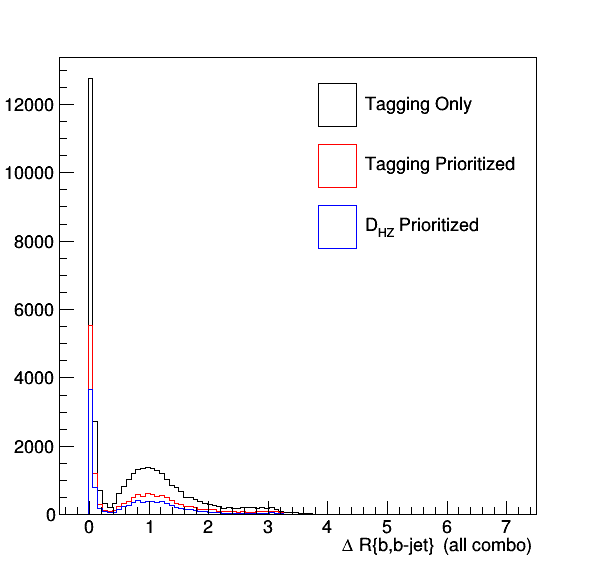 12000
10000
8000
6000
4000
2000
0
Tagging Only
Tagging Prioritized
D_HZ Prioritized
0 1 2 3 4 5 6 7
Δ R{b,b-jet} (all combo)